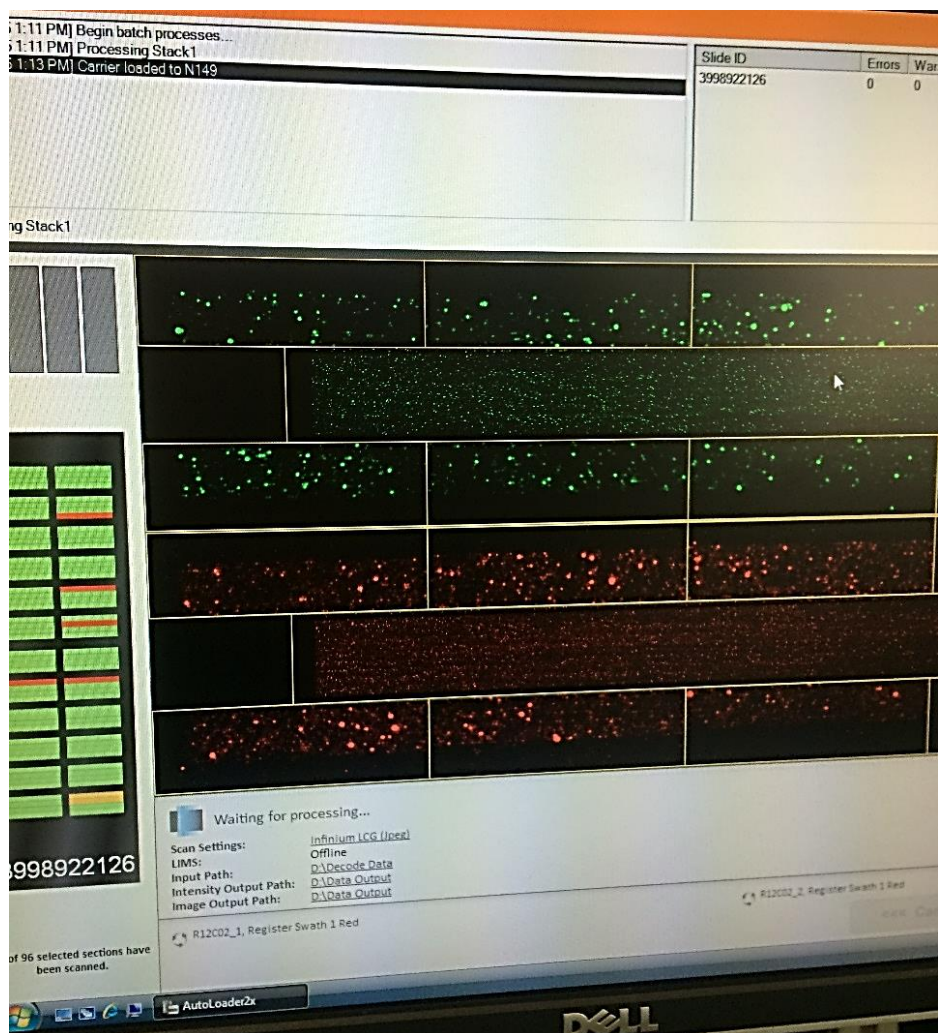 1:11 PM] Begin batch processes...
1:11 PM] Processing Stack1
1:13 PM] Carrier loaded to N149
Slide ID Errors War
3998922126 0 0
ng Stack1
3998922126
of 96 selected sections have
been scanned.
Waiting for processing...
Scan Settings: Infinium LCG (Jpeg)
LIMS: Offline
Input Path: D:\Decode Data
Intensity Output Path: D:\Data Output
Image Output Path: D:\Data Output
R12C02_1, Register Swath 1 Red
R12C02_2, Register Swath 1 Red
<<<
AutoLoader2x
DELL